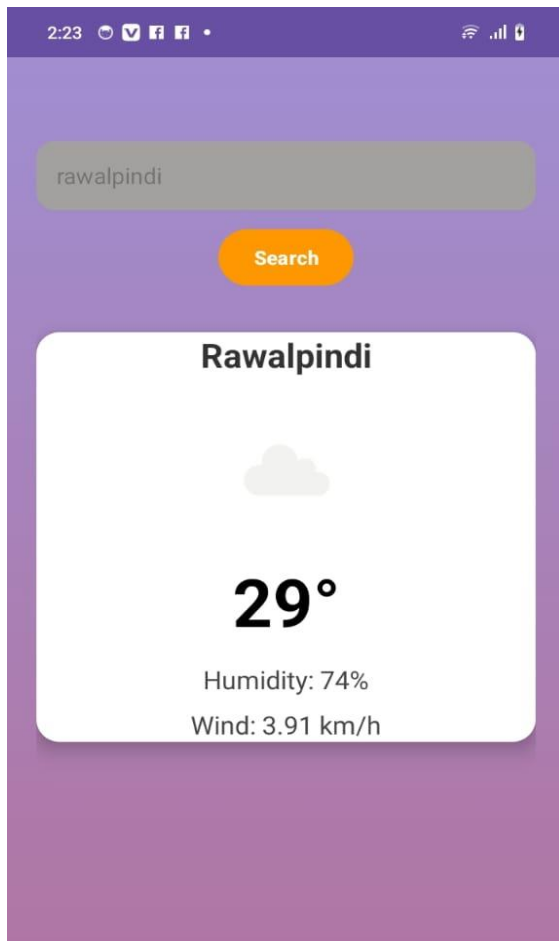 2:23
rawalpindi
Search
Rawalpindi
29°
Humidity: 74%
Wind: 3.91 km/h